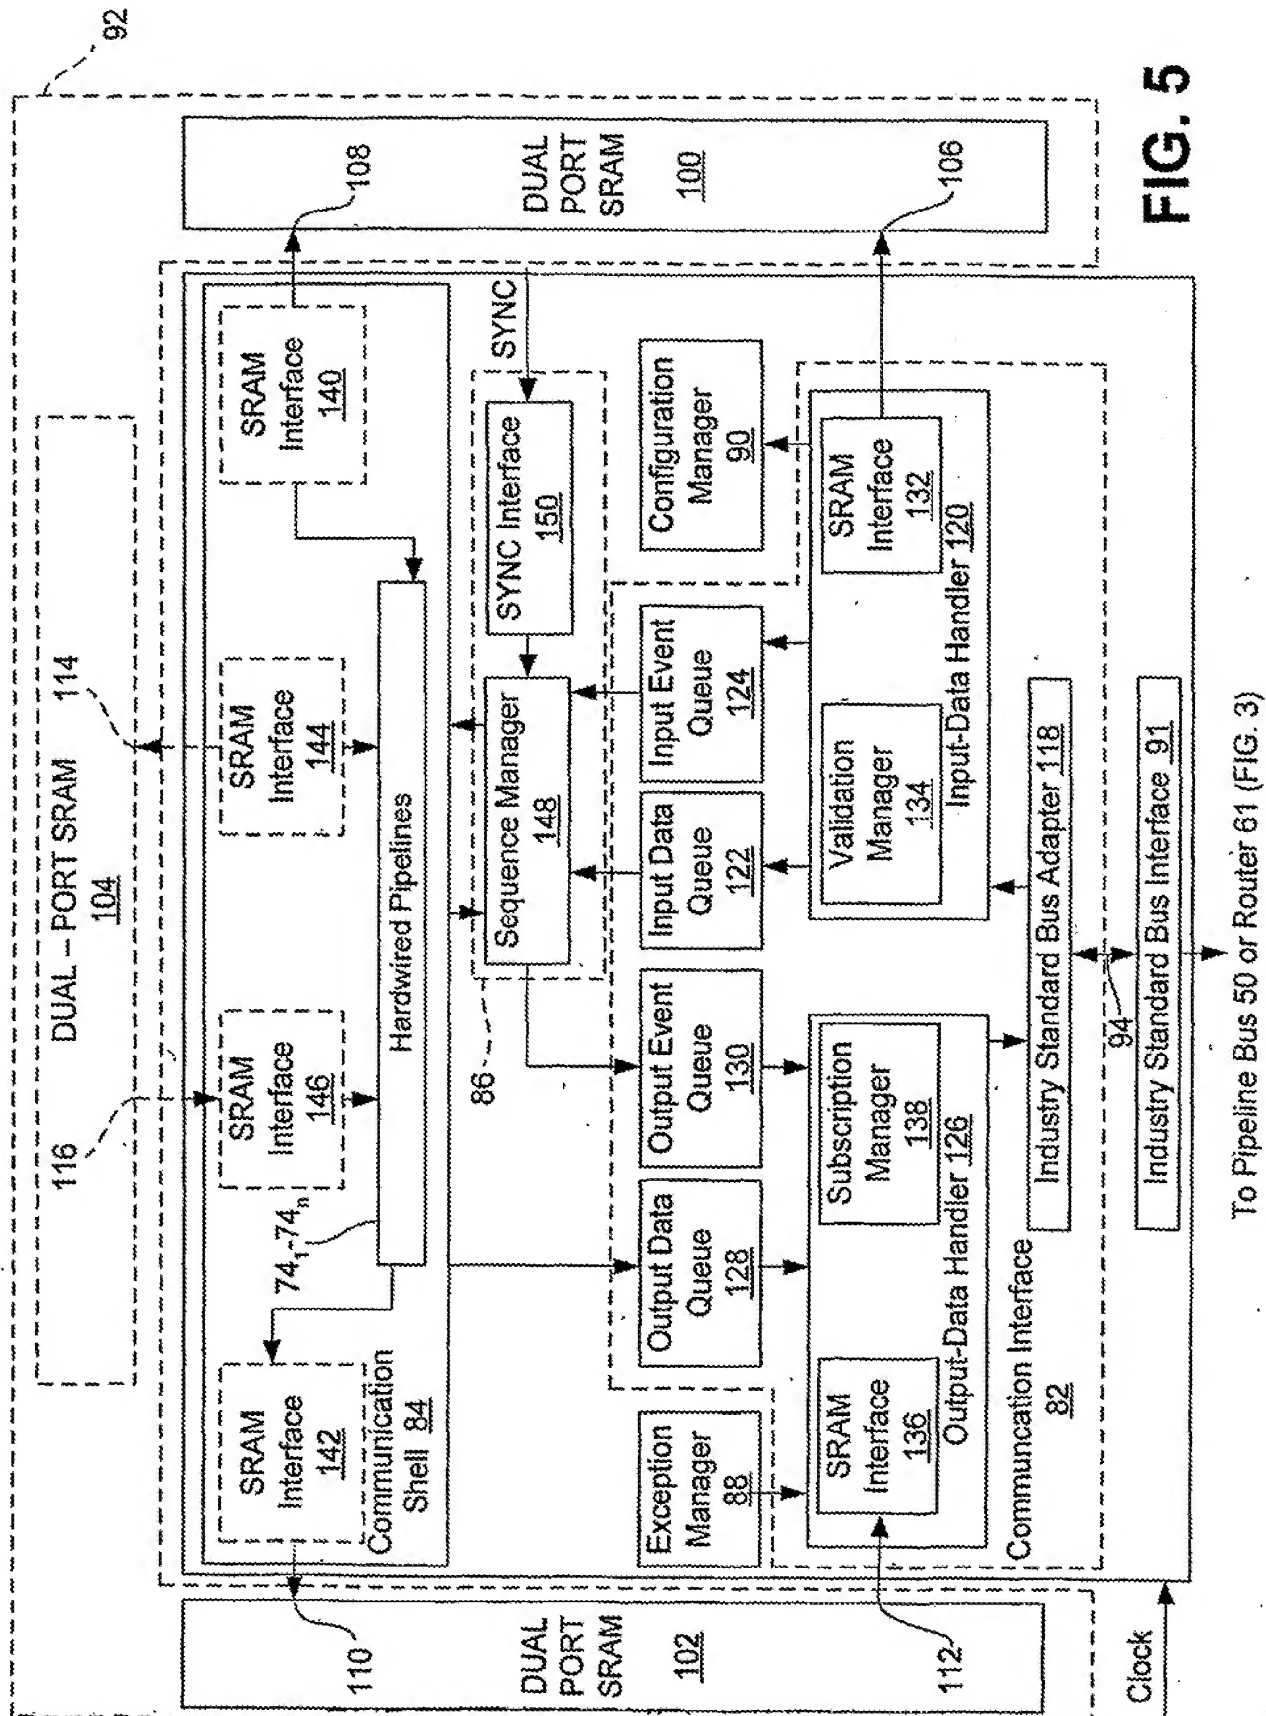 92
DUAL – PORT SRAM
104
116
114
DUAL
PORT
SRAM
102
110
112
DUAL
PORT
SRAM
100
108
106
SRAM
Interface
142
SRAM
Interface
146
SRAM
Interface
144
SRAM
Interface
140
74₁-74ₙ
Hardwired Pipelines
Communication
Shell 84
86
Sequence Manager
148
SYNC Interface
150
SYNC
Exception
Manager
88
Output Data
Queue
128
Output Event
Queue
130
Input Data
Queue
122
Input Event
Queue
124
Configuration
Manager
90
SRAM
Interface
136
Subscription
Manager
138
Output-Data Handler 126
Validation
Manager
134
SRAM
Interface
132
Input-Data Handler 120
Communcation Interface
82
Industry Standard Bus Adapter 118
94
Industry Standard Bus Interface 91
Clock
To Pipeline Bus 50 or Router 61 (FIG. 3)
FIG. 5